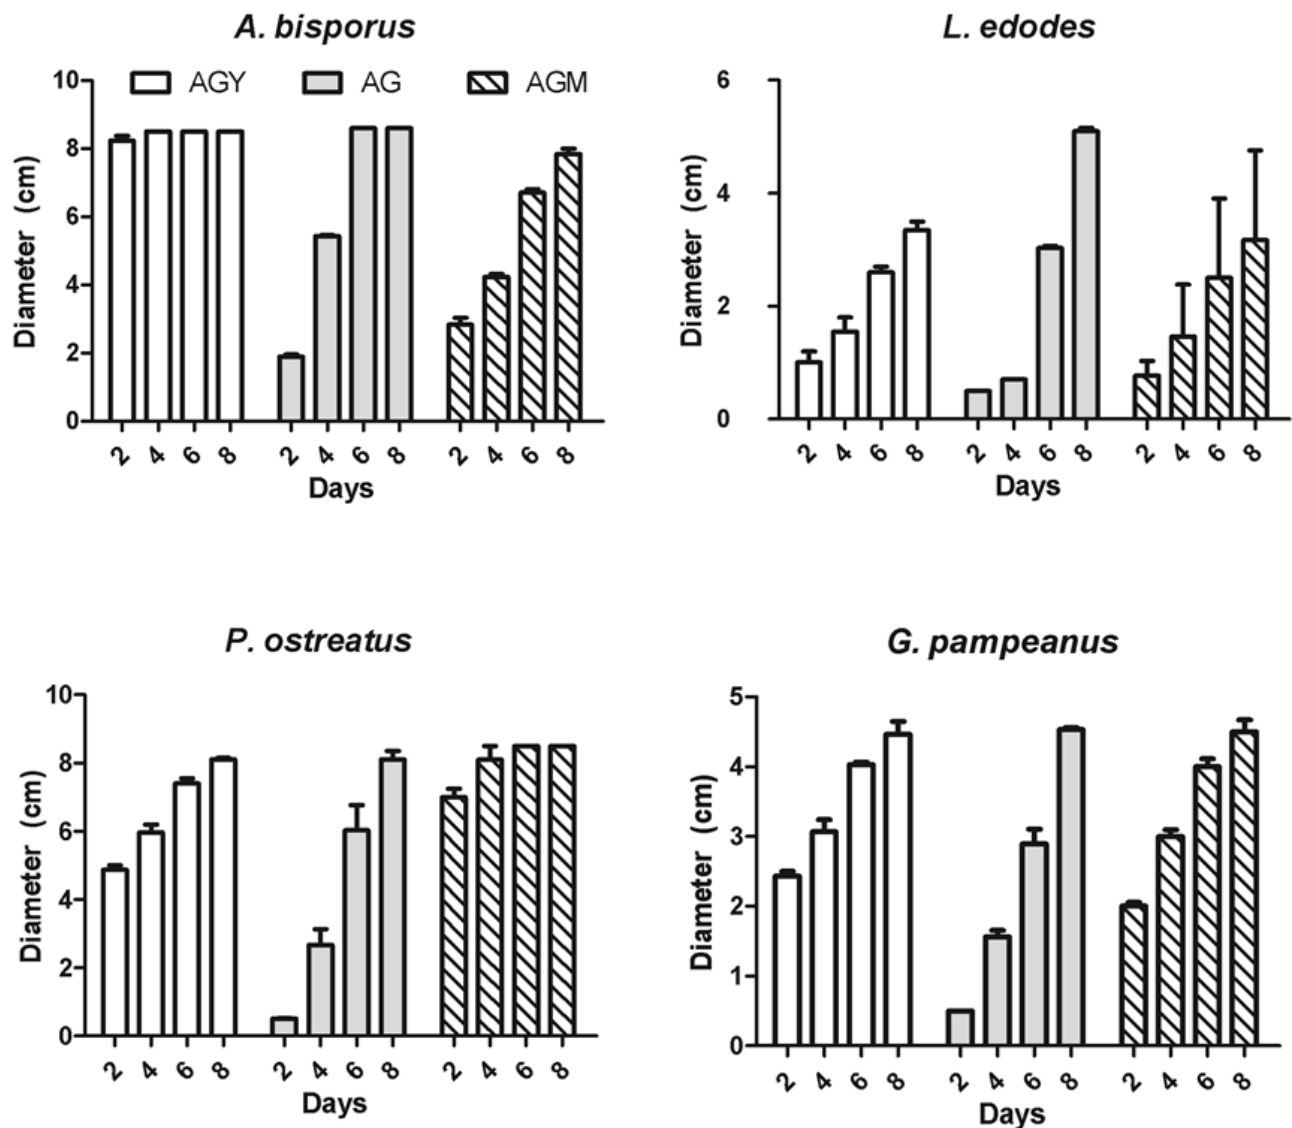 A. bisporus
10
8
6
4
2
0
Diameter (cm)
AGY AG AGM
2 4 6 8 2 4 6 8 2 4 6 8
Days
L. edodes
6
4
2
0
Diameter (cm)
2 4 6 8 2 4 6 8 2 4 6 8
Days
P. ostreatus
10
8
6
4
2
0
Diameter (cm)
2 4 6 8 2 4 6 8 2 4 6 8
Days
G. pampeanus
5
4
3
2
1
0
Diameter (cm)
2 4 6 8 2 4 6 8 2 4 6 8
Days